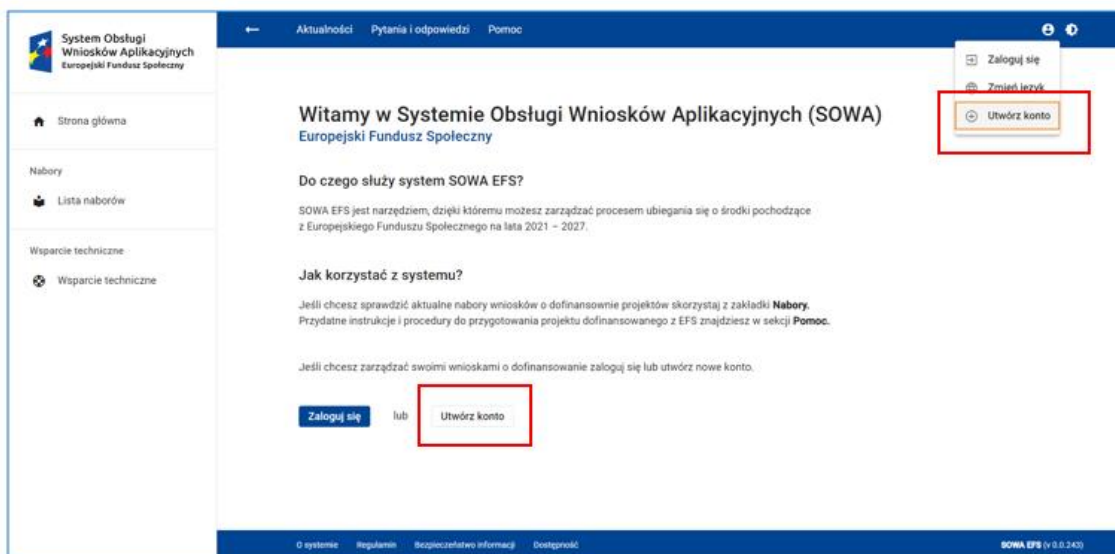 System Obsługi
Wniosków Aplikacyjnych
Europejski Fundusz Społeczny
Aktualności Pytania i odpowiedzi Pomoc
Zaloguj się
Zmień język
Utwórz konto
Strona główna
Nabory
Lista naborów
Wsparcie techniczne
Wsparcie techniczne
Witamy w Systemie Obsługi Wniosków Aplikacyjnych (SOWA)
Europejski Fundusz Społeczny
Do czego służy system SOWA EFS?
SOWA EFS jest narzędziem, dzięki któremu możesz zarządzać procesem ubiegania się o środki pochodzące
z Europejskiego Funduszu Społecznego na lata 2021 – 2027.
Jak korzystać z systemu?
Jeśli chcesz sprawdzić aktualne nabory wniosków o dofinansownie projektów skorzystaj z zakładki Nabory.
Przydatne instrukcje i procedury do przygotowania projektu dofinansowanego z EFS znajdziesz w sekcji Pomoc.
Jeśli chcesz zarządzać swoimi wnioskami o dofinansowanie zaloguj się lub utwórz nowe konto.
Zaloguj się lub Utwórz konto
O systemie Regulamin Bezpieczeństwo informacji Dostępność SOWA EFS (v 0.0.243)